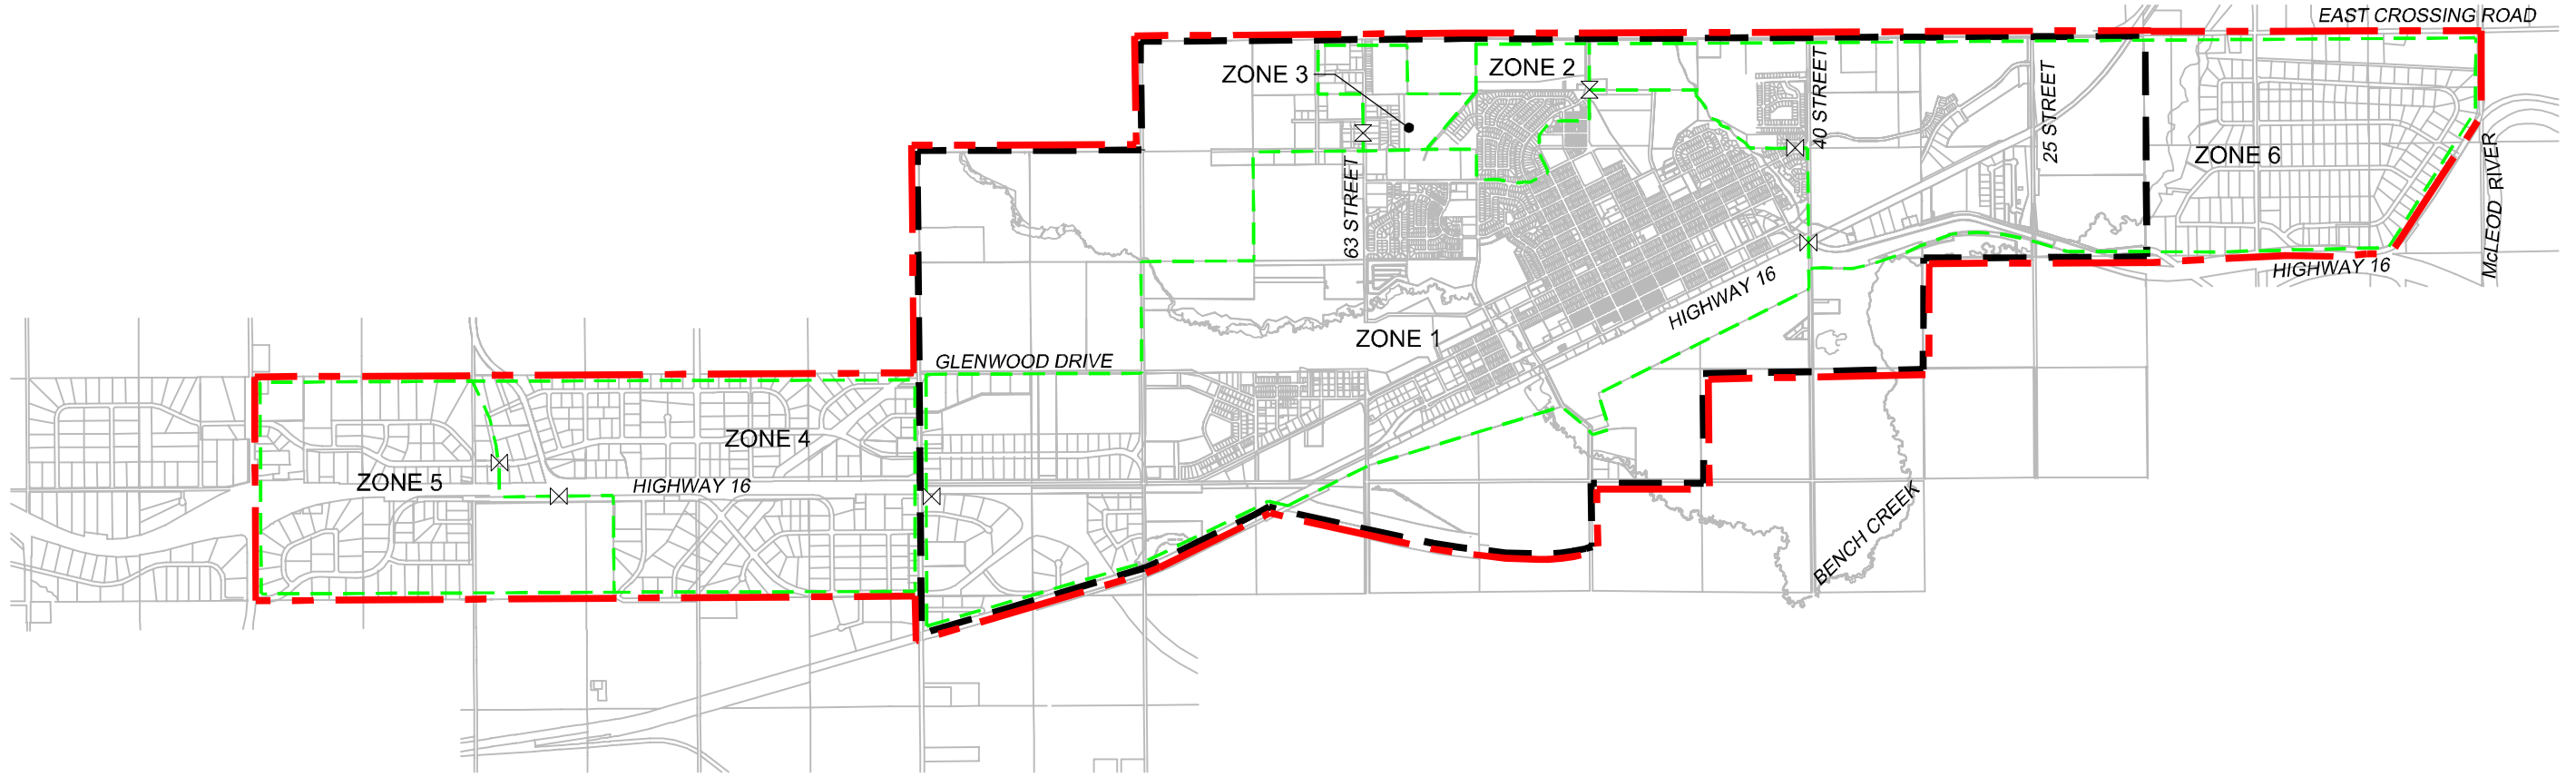 EAST CROSSING ROAD
ZONE 3
ZONE 2
40 STREET
25 STREET
ZONE 6
McLEOD RIVER
63 STREET
HIGHWAY 16
HIGHWAY 16
ZONE 1
GLENWOOD DRIVE
ZONE 4
ZONE 5
HIGHWAY 16
BENCH CREEK